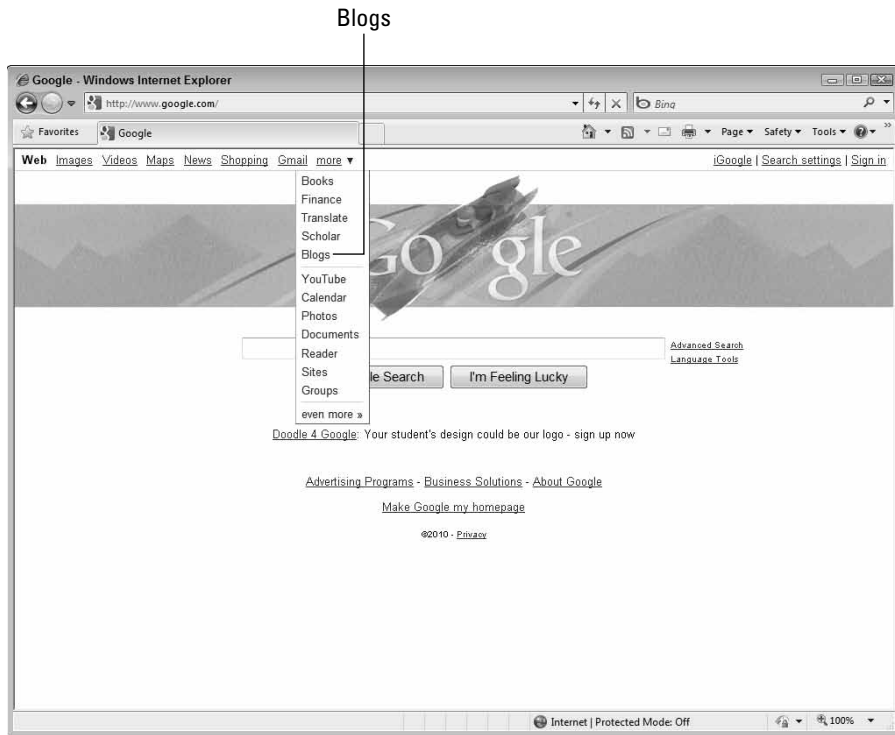 Blogs
Google - Windows Internet Explorer
http://www.google.com/
Bing
Favorites Google Page Safety Tools
Web Images Videos Maps News Shopping Gmail more ▼ iGoogle | Search settings | Sign in
Books
Finance
Translate
Scholar
Blogs
YouTube
Calendar
Photos
Documents
Reader
Sites
Groups
even more »
Go gle
Advanced Search
Language Tools
le Search I'm Feeling Lucky
Doodle 4 Google: Your student's design could be our logo - sign up now
Advertising Programs - Business Solutions - About Google
Make Google my homepage
©2010 - Privacy
Internet | Protected Mode: Off 100%